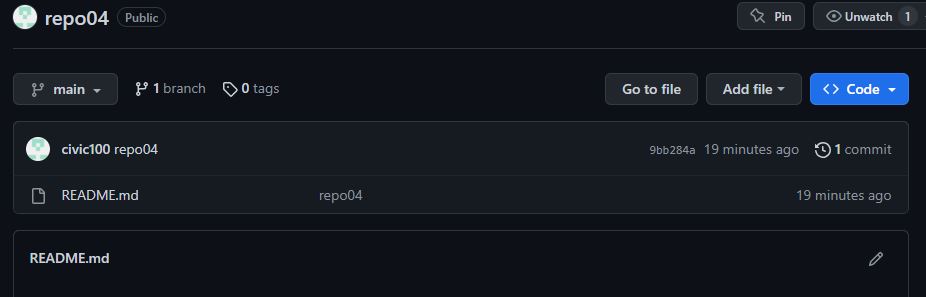 repo04 Public Pin Unwatch 1
main 1 branch 0 tags Go to file Add file Code
civic100 repo04 9bb284a 19 minutes ago 1 commit
README.md repo04 19 minutes ago
README.md